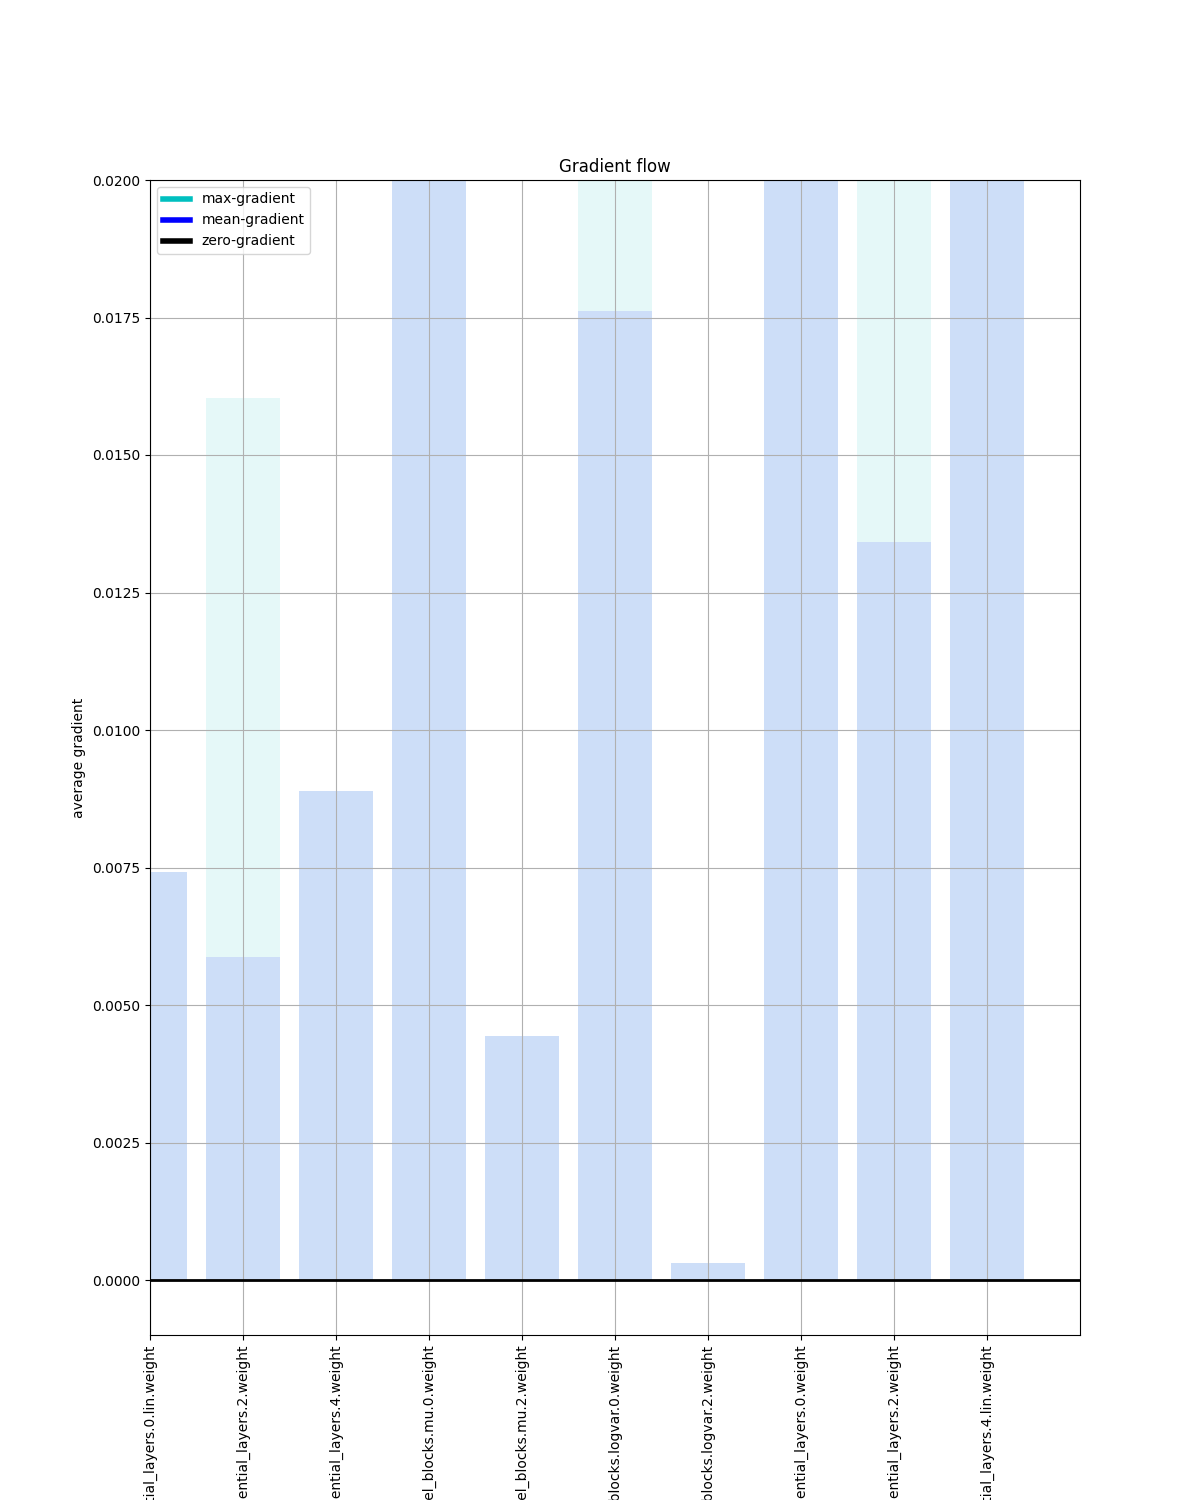 Gradient flow
max-gradient
mean-gradient
zero-gradient
0.0200
0.0175
0.0150
0.0125
0.0100
0.0075
0.0050
0.0025
0.0000
average gradient
tial_layers.0.lin.weight
ential_layers.2.weight
ential_layers.4.weight
el_blocks.mu.0.weight
el_blocks.mu.2.weight
blocks.logvar.0.weight
blocks.logvar.2.weight
ential_layers.0.weight
ential_layers.2.weight
tial_layers.4.lin.weight